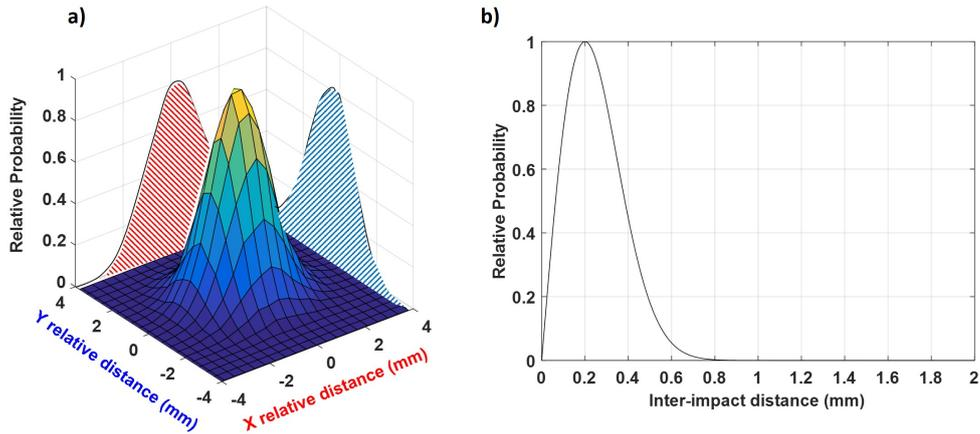 a)
Relative Probability
1
0.8
0.6
0.4
0.2
0
4
2
0
-2
-4
Y relative distance (mm)
-4
-2
0
2
4
X relative distance (mm)
b)
Relative Probability
1
0.8
0.6
0.4
0.2
0
0 0.2 0.4 0.6 0.8 1 1.2 1.4 1.6 1.8 2
Inter-impact distance (mm)